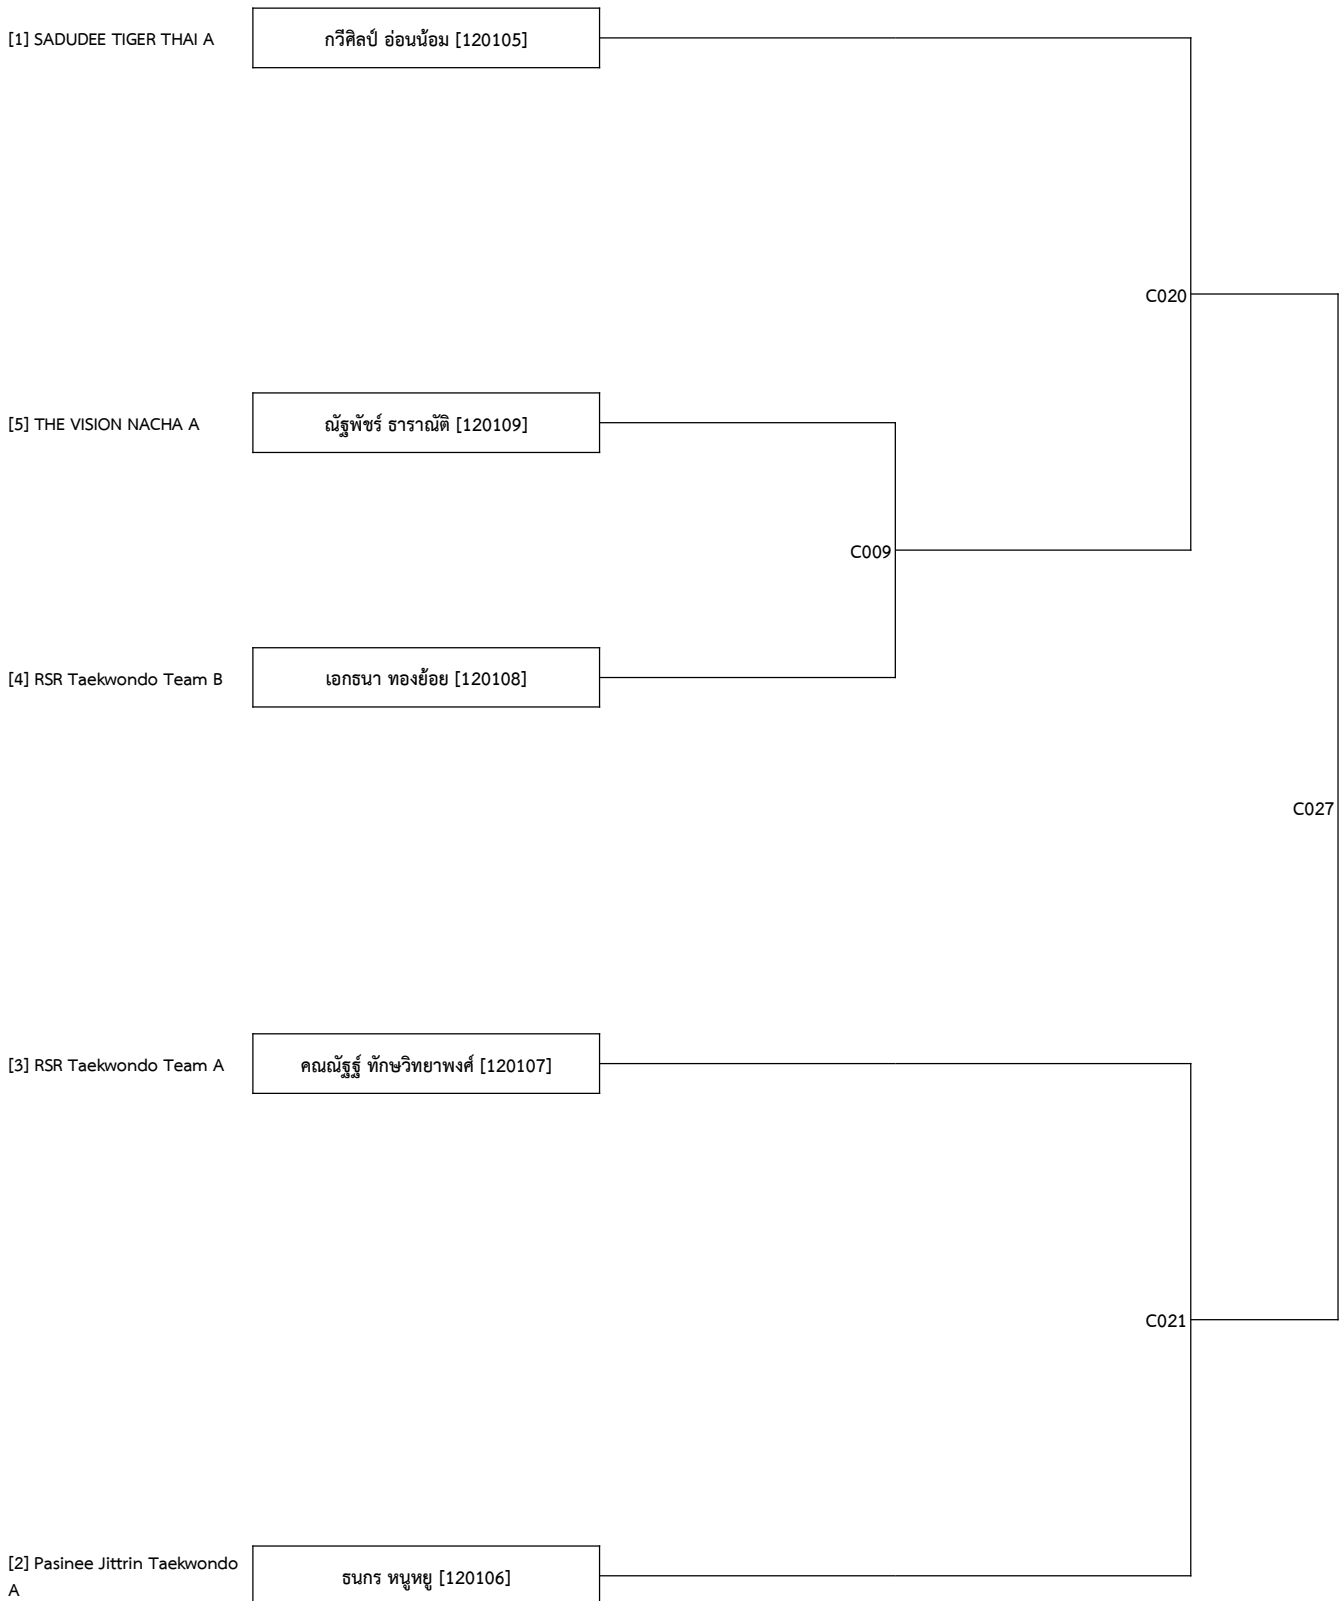 [1] SADUDEE TIGER THAI A
กวีศิลป์ อ่อนน้อม [120105]
C020
[5] THE VISION NACHA A
ณัฐพัชร์ ธาราณัติ [120109]
C009
[4] RSR Taekwondo Team B
เอกธนา ทองย้อย [120108]
C027
[3] RSR Taekwondo Team A
คณณัฐฐ์ ทักษวิทยาพงศ์ [120107]
C021
[2] Pasinee Jittrin Taekwondo
A
ธนกร หนูหยู [120106]